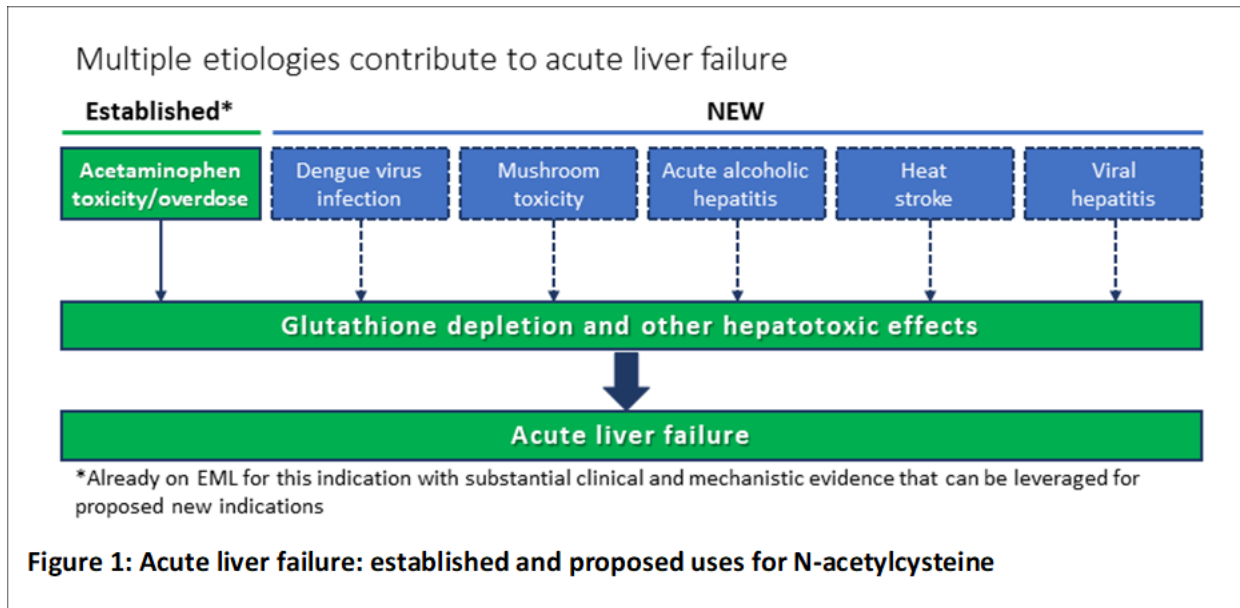 Multiple etiologies contribute to acute liver failure
Established*
NEW
Acetaminophen
toxicity/overdose
Dengue virus
infection
Mushroom
toxicity
Acute alcoholic
hepatitis
Heat
stroke
Viral
hepatitis
Glutathione depletion and other hepatotoxic effects
Acute liver failure
*Already on EML for this indication with substantial clinical and mechanistic evidence that can be leveraged for
proposed new indications
Figure 1: Acute liver failure: established and proposed uses for N-acetylcysteine